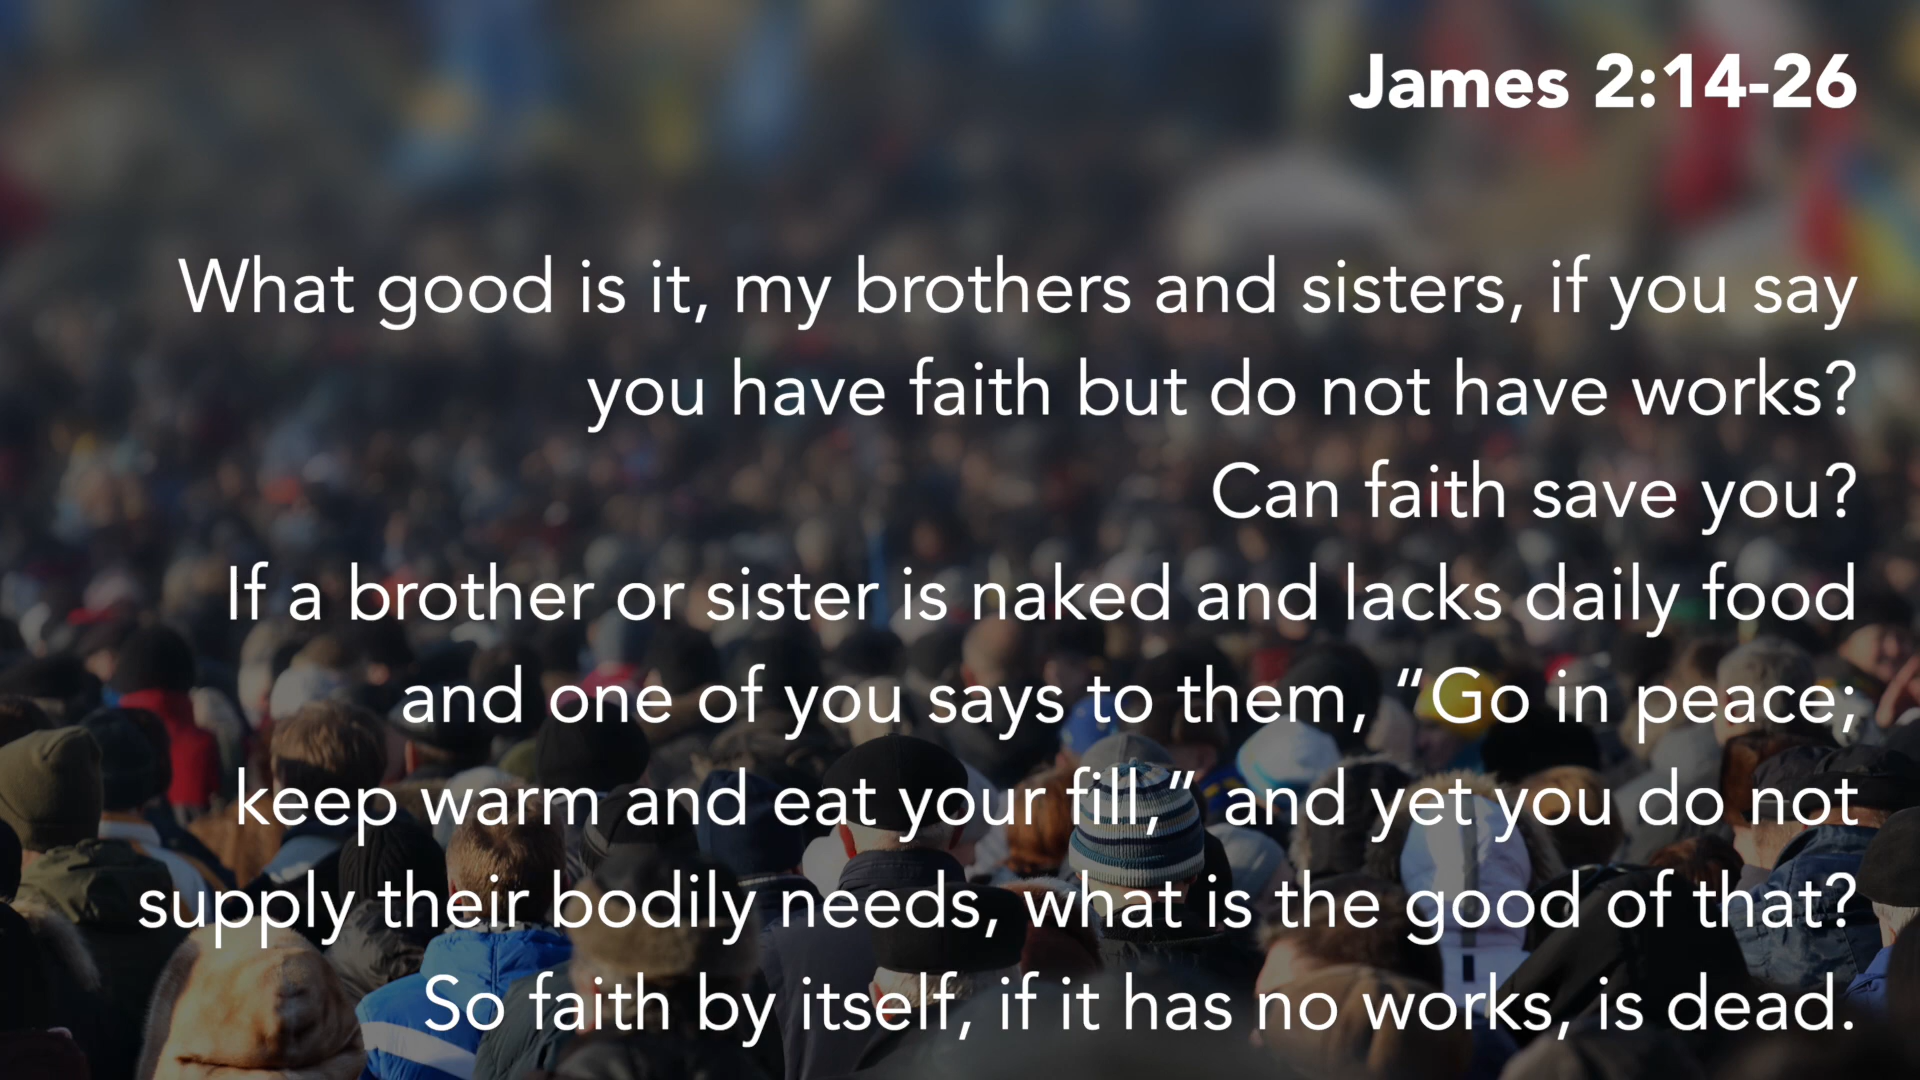 James 2:14-26
What good is it, my brothers and sisters, if you say
you have faith but do not have works?
Can faith save you?
If a brother or sister is naked and lacks daily food
and one of you says to them, “Go in peace;
keep warm and eat your fill,” and yet you do not
supply their bodily needs, what is the good of that?
So faith by itself, if it has no works, is dead.